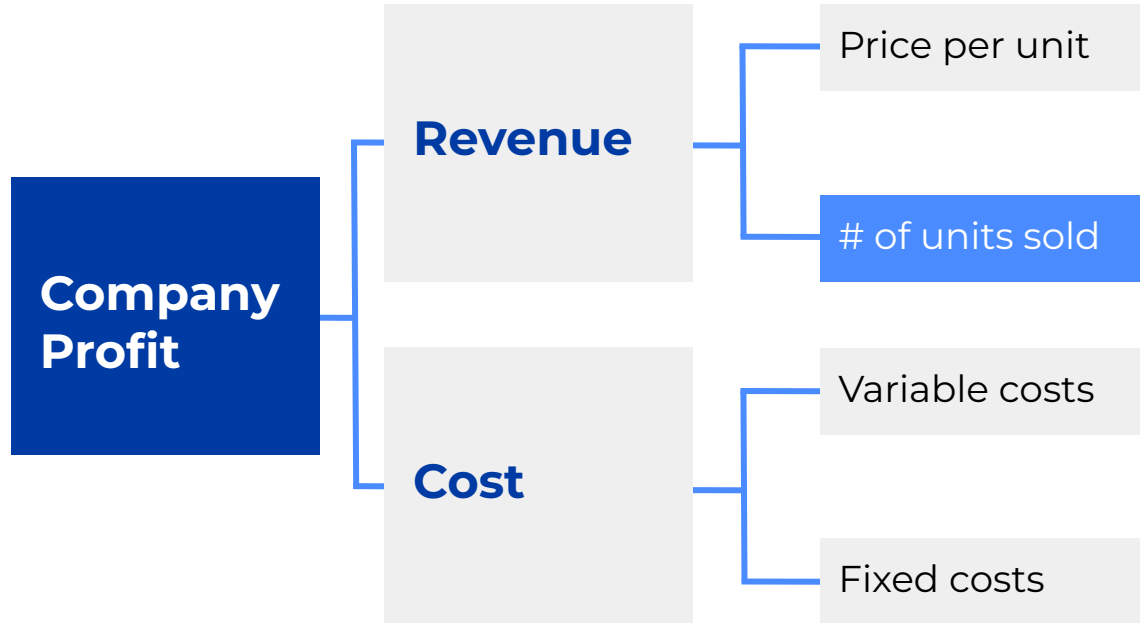 Company
Profit
Revenue
Price per unit
# of units sold
Cost
Variable costs
Fixed costs